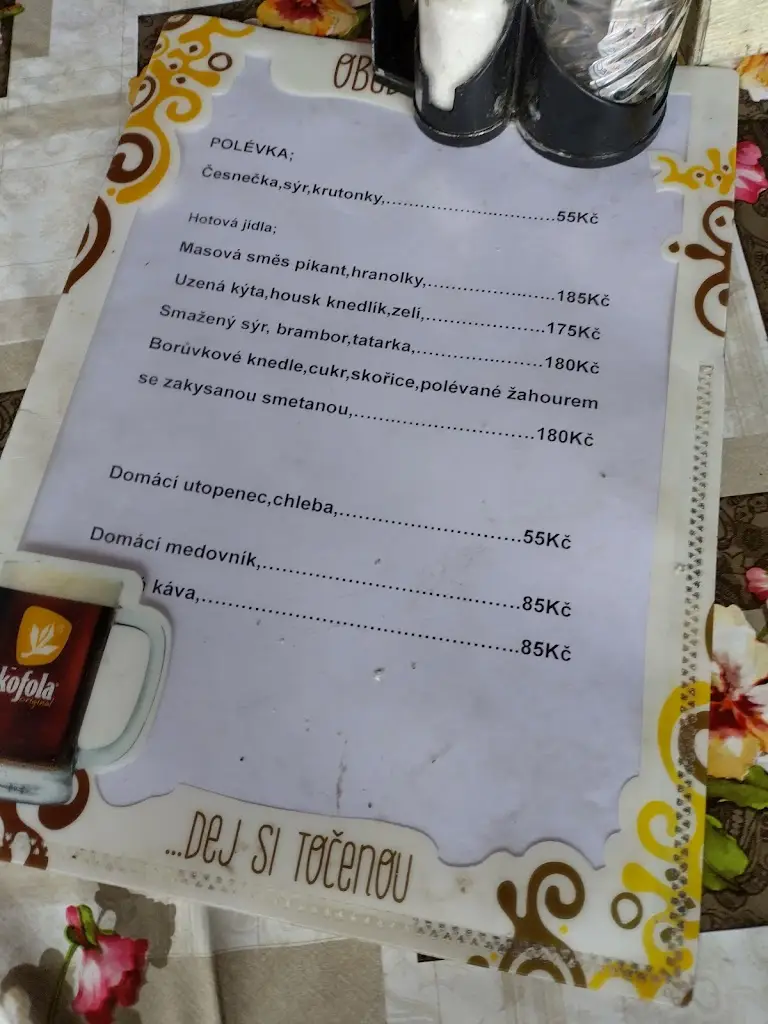 POLÉVKA;
Česnečka,sýr,krutonky,..............................55Kč
Hotová jídla;
Masová směs pikant,hranolky,......................185Kč
Uzená kýta,housk knedlík,zelí,.....................175Kč
Smažený sýr, brambor,tatarka,......................180Kč
Borůvkové knedle,cukr,skořice,polévané žahourem
se zakysanou smetanou,..............................180Kč
Domácí utopenec,chleba,..............................55Kč
Domácí medovník,.........................................85Kč
káva,....................................................85Kč
kofola
original
...DEJ SI TOČENOU